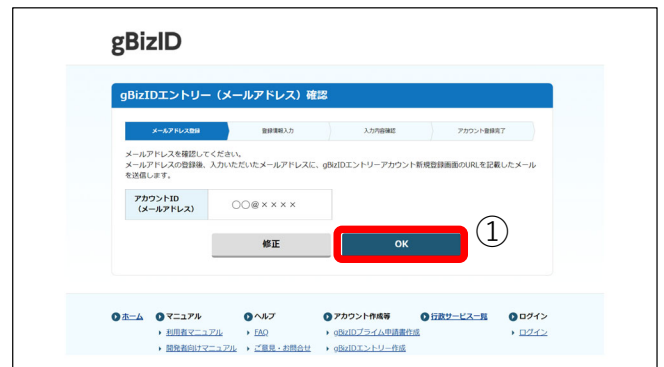 gBizID
gBizIDエントリー（メールアドレス）確認
メールアドレス登録 登録情報入力 入力内容確認 アカウント登録完了
メールアドレスを確認してください。
メールアドレスの登録後、入力いただいたメールアドレスに、gBizIDエントリーアカウント新規登録画面のURLを記載したメール
を送信します。
アカウントID
（メールアドレス）
○○@××××
修正 OK ①
ホーム マニュアル ヘルプ アカウント作成等 行政サービス一覧 ログイン
利用者マニュアル FAQ gBizIDプライム申請書作成 ログイン
開発者向けマニュアル ご意見・お問合せ gBizIDエントリー作成